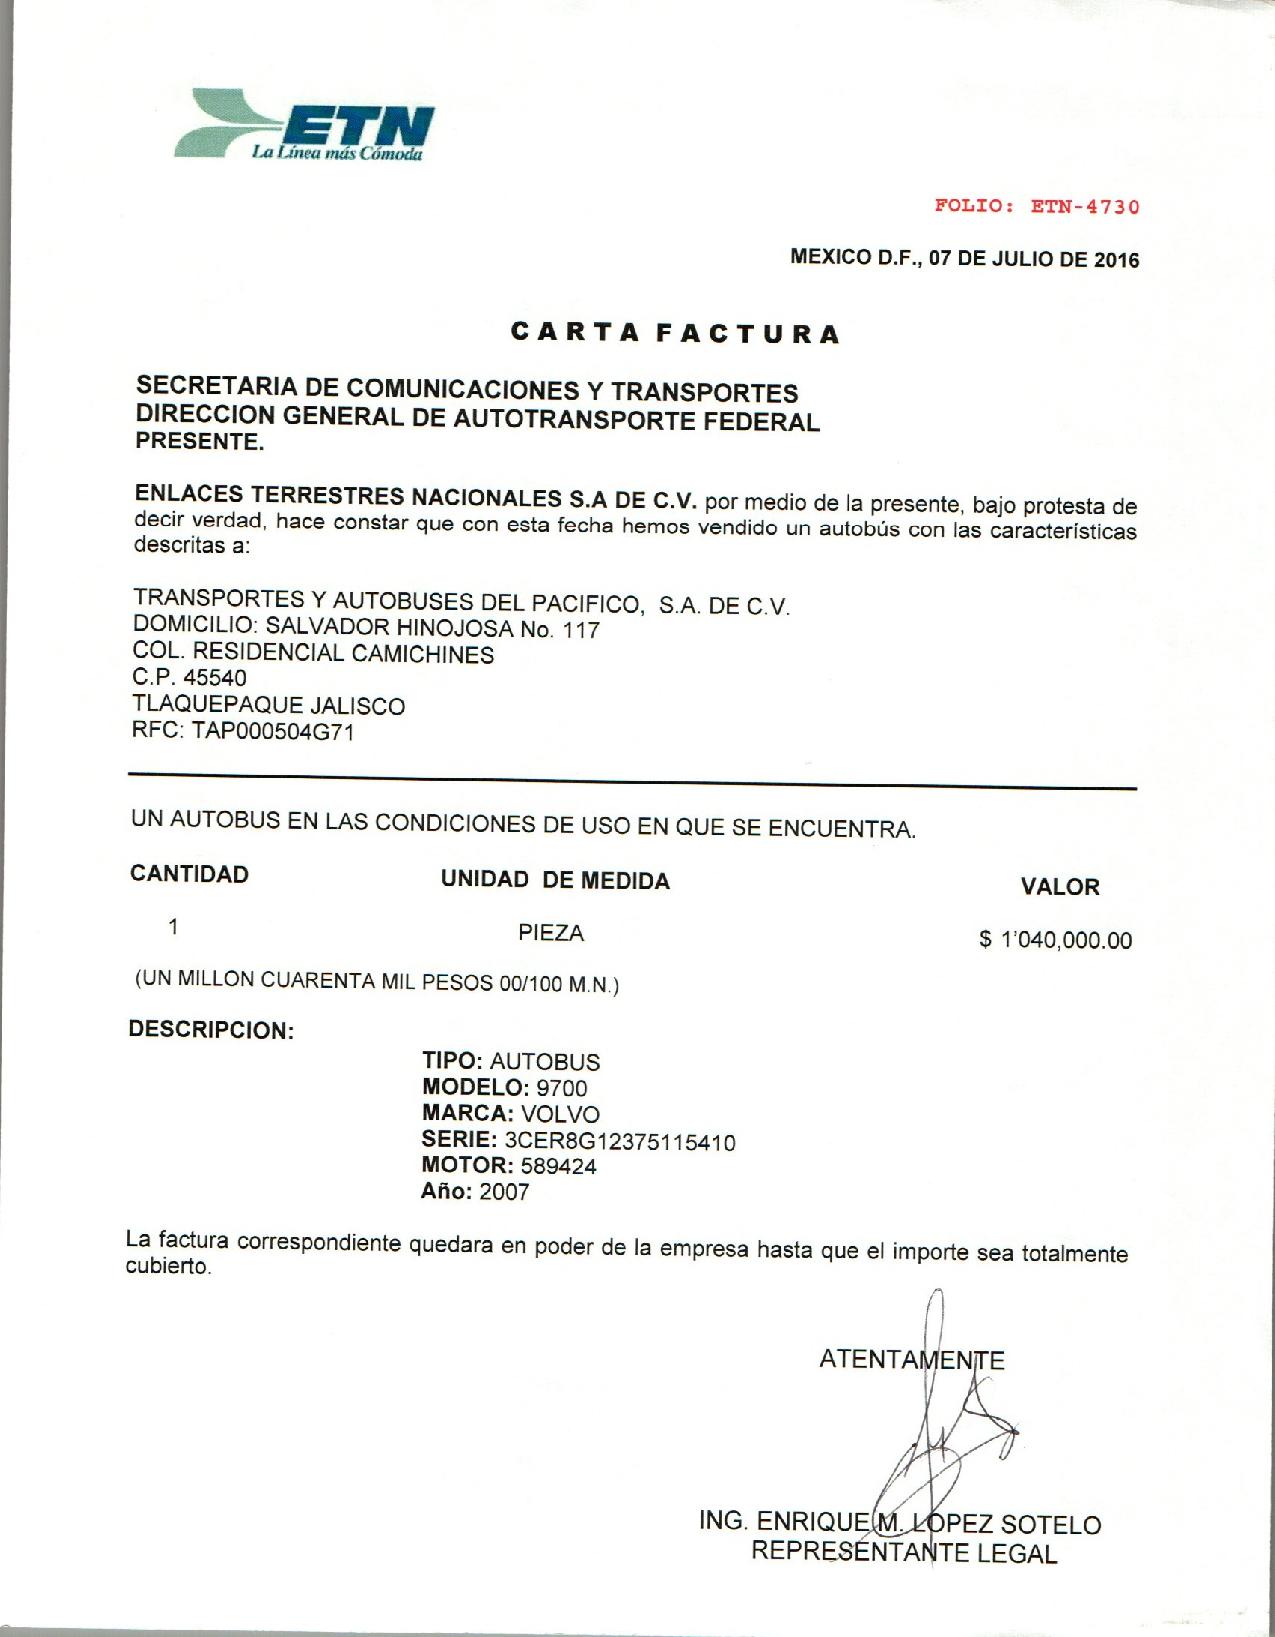 ETN
La Línea más Cómoda
FOLIO: ETN-4730
MEXICO D.F., 07 DE JULIO DE 2016
CARTA FACTURA
SECRETARIA DE COMUNICACIONES Y TRANSPORTES
DIRECCION GENERAL DE AUTOTRANSPORTE FEDERAL
PRESENTE.
ENLACES TERRESTRES NACIONALES S.A DE C.V. por medio de la presente, bajo protesta de
decir verdad, hace constar que con esta fecha hemos vendido un autobús con las características
descritas a:
TRANSPORTES Y AUTOBUSES DEL PACIFICO, S.A. DE C.V.
DOMICILIO: SALVADOR HINOJOSA No. 117
COL. RESIDENCIAL CAMICHINES
C.P. 45540
TLAQUEPAQUE JALISCO
RFC: TAP000504G71
UN AUTOBUS EN LAS CONDICIONES DE USO EN QUE SE ENCUENTRA.
CANTIDAD UNIDAD DE MEDIDA VALOR
1 PIEZA $ 1'040,000.00
(UN MILLON CUARENTA MIL PESOS 00/100 M.N.)
DESCRIPCION:
TIPO: AUTOBUS
MODELO: 9700
MARCA: VOLVO
SERIE: 3CER8G12375115410
MOTOR: 589424
Año: 2007
La factura correspondiente quedara en poder de la empresa hasta que el importe sea totalmente
cubierto.
ATENTAMENTE
ING. ENRIQUE M. LOPEZ SOTELO
REPRESENTANTE LEGAL